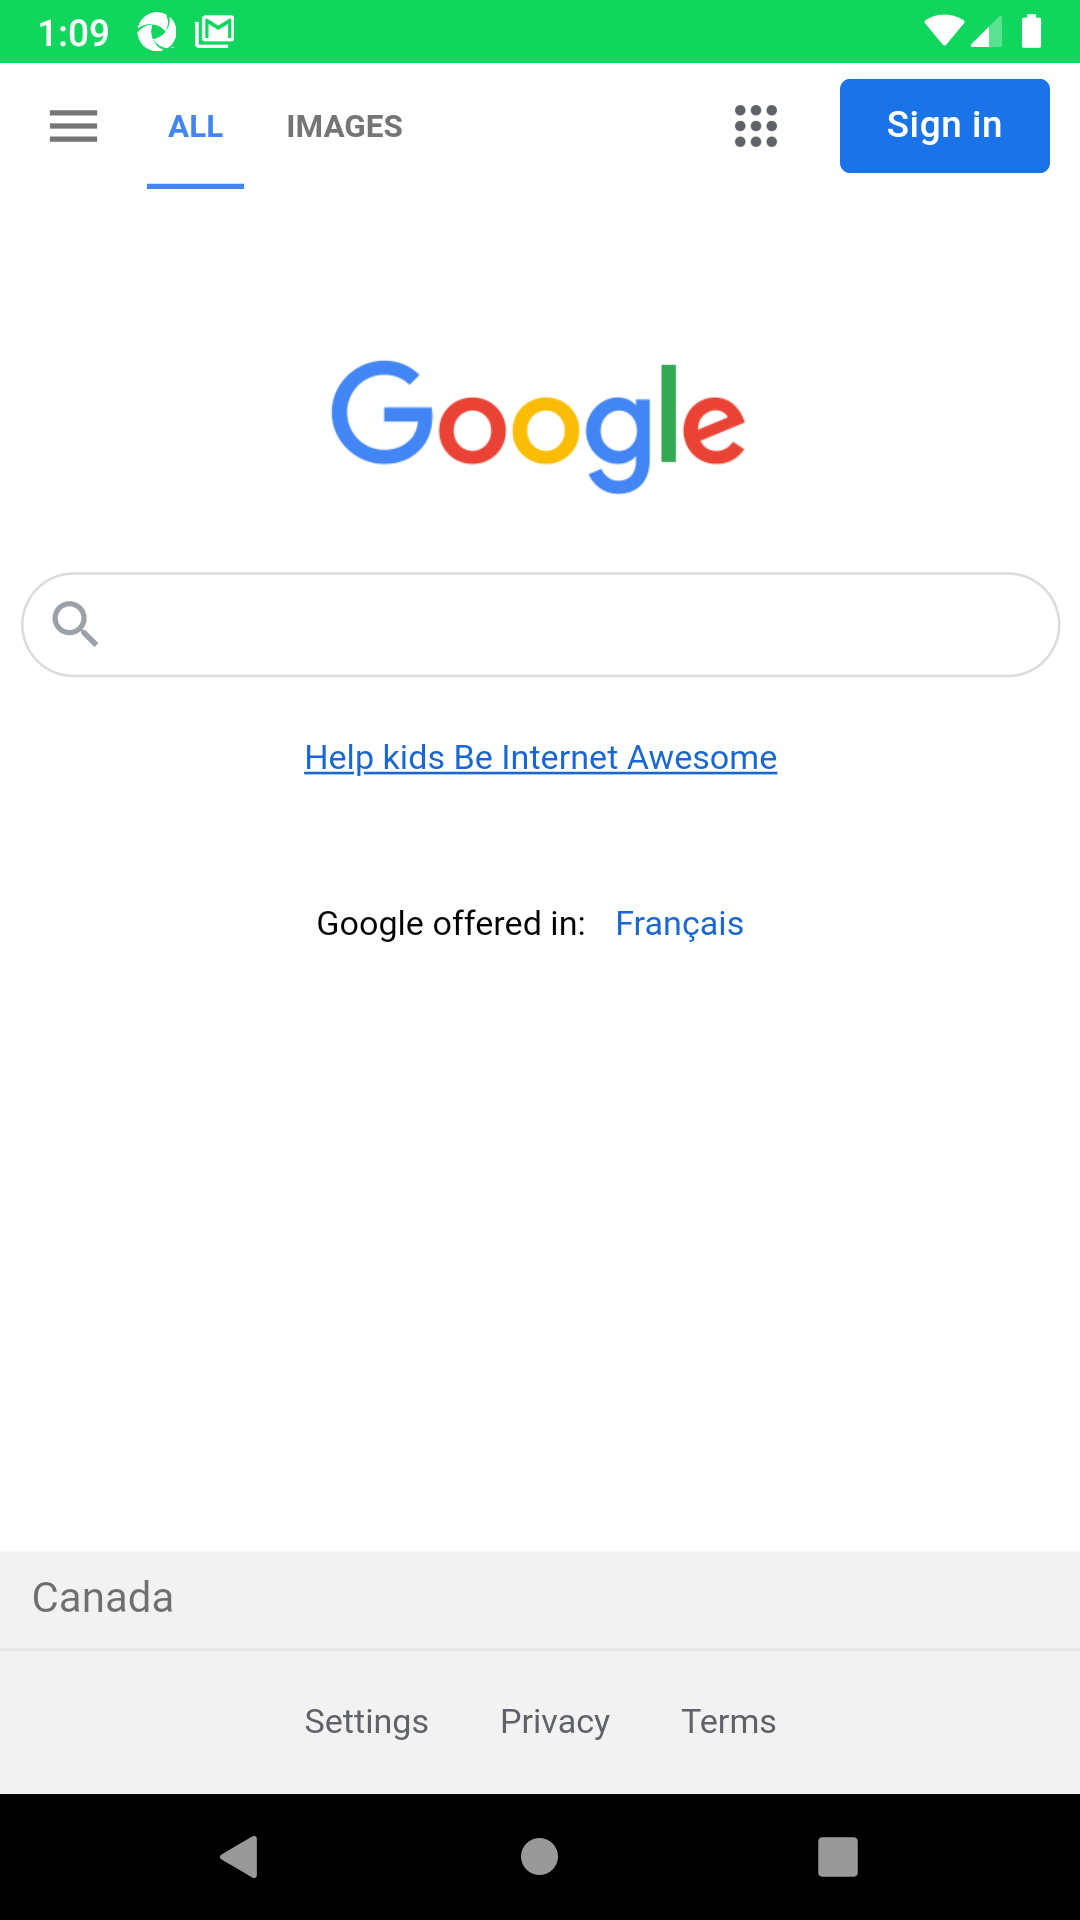 1:09
ALL IMAGES Sign in
Google
Help kids Be Internet Awesome
Google offered in: Français
Canada
Settings Privacy Terms